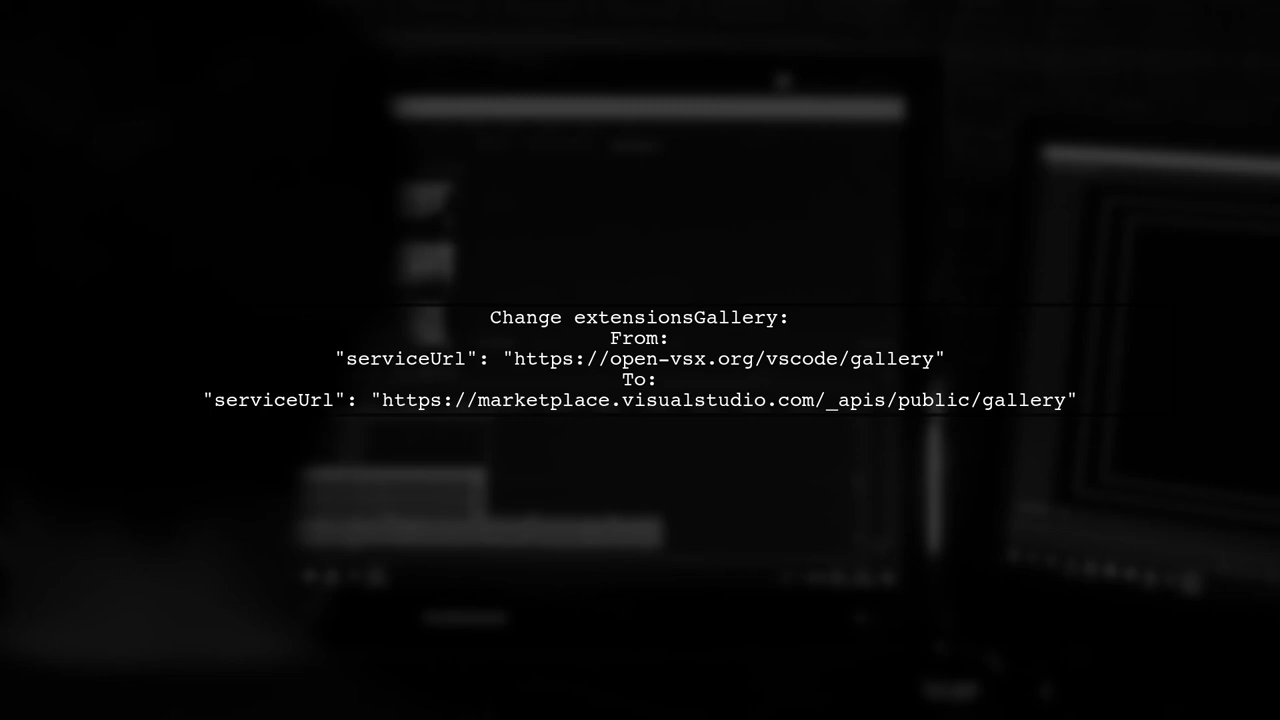 Change extensionsGallery:
From:
"serviceUrl": "https://open-vsx.org/vscode/gallery"
To:
"serviceUrl": "https://marketplace.visualstudio.com/_apis/public/gallery"